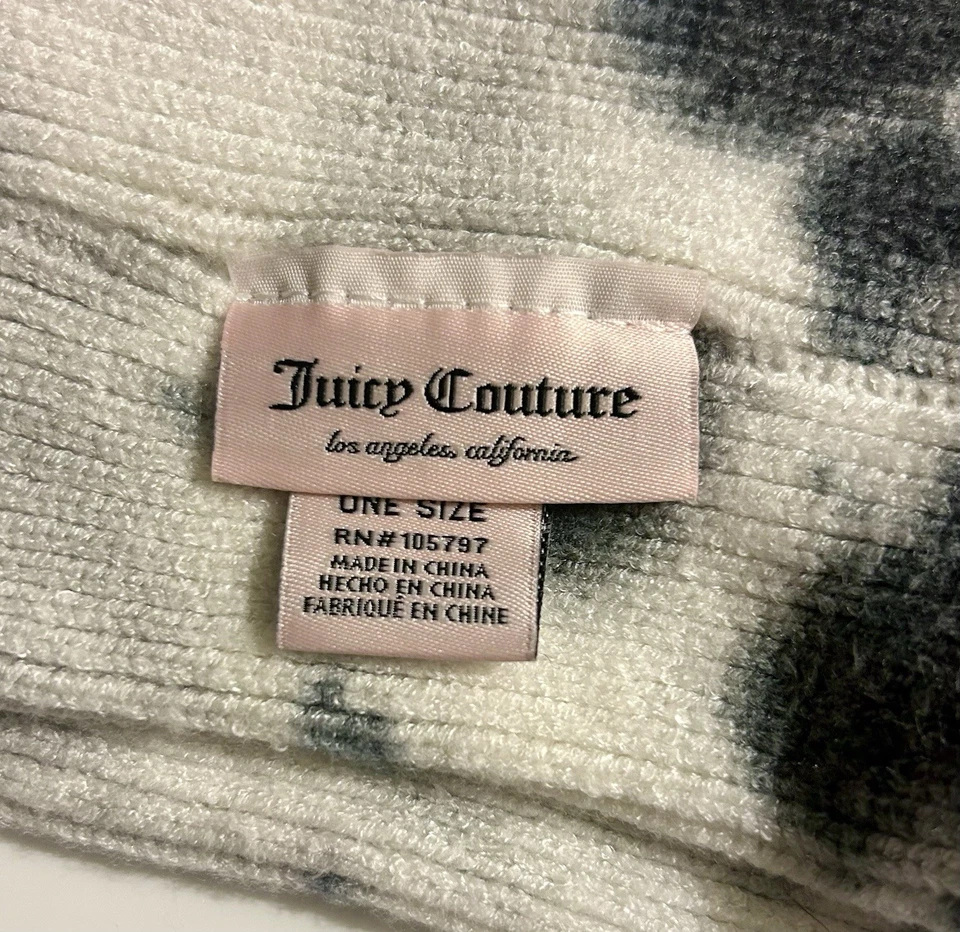 Juicy Couture
los angeles, california
ONE SIZE
RN#105797
MADE IN CHINA
HECHO EN CHINA
FABRIQUÉ EN CHINE